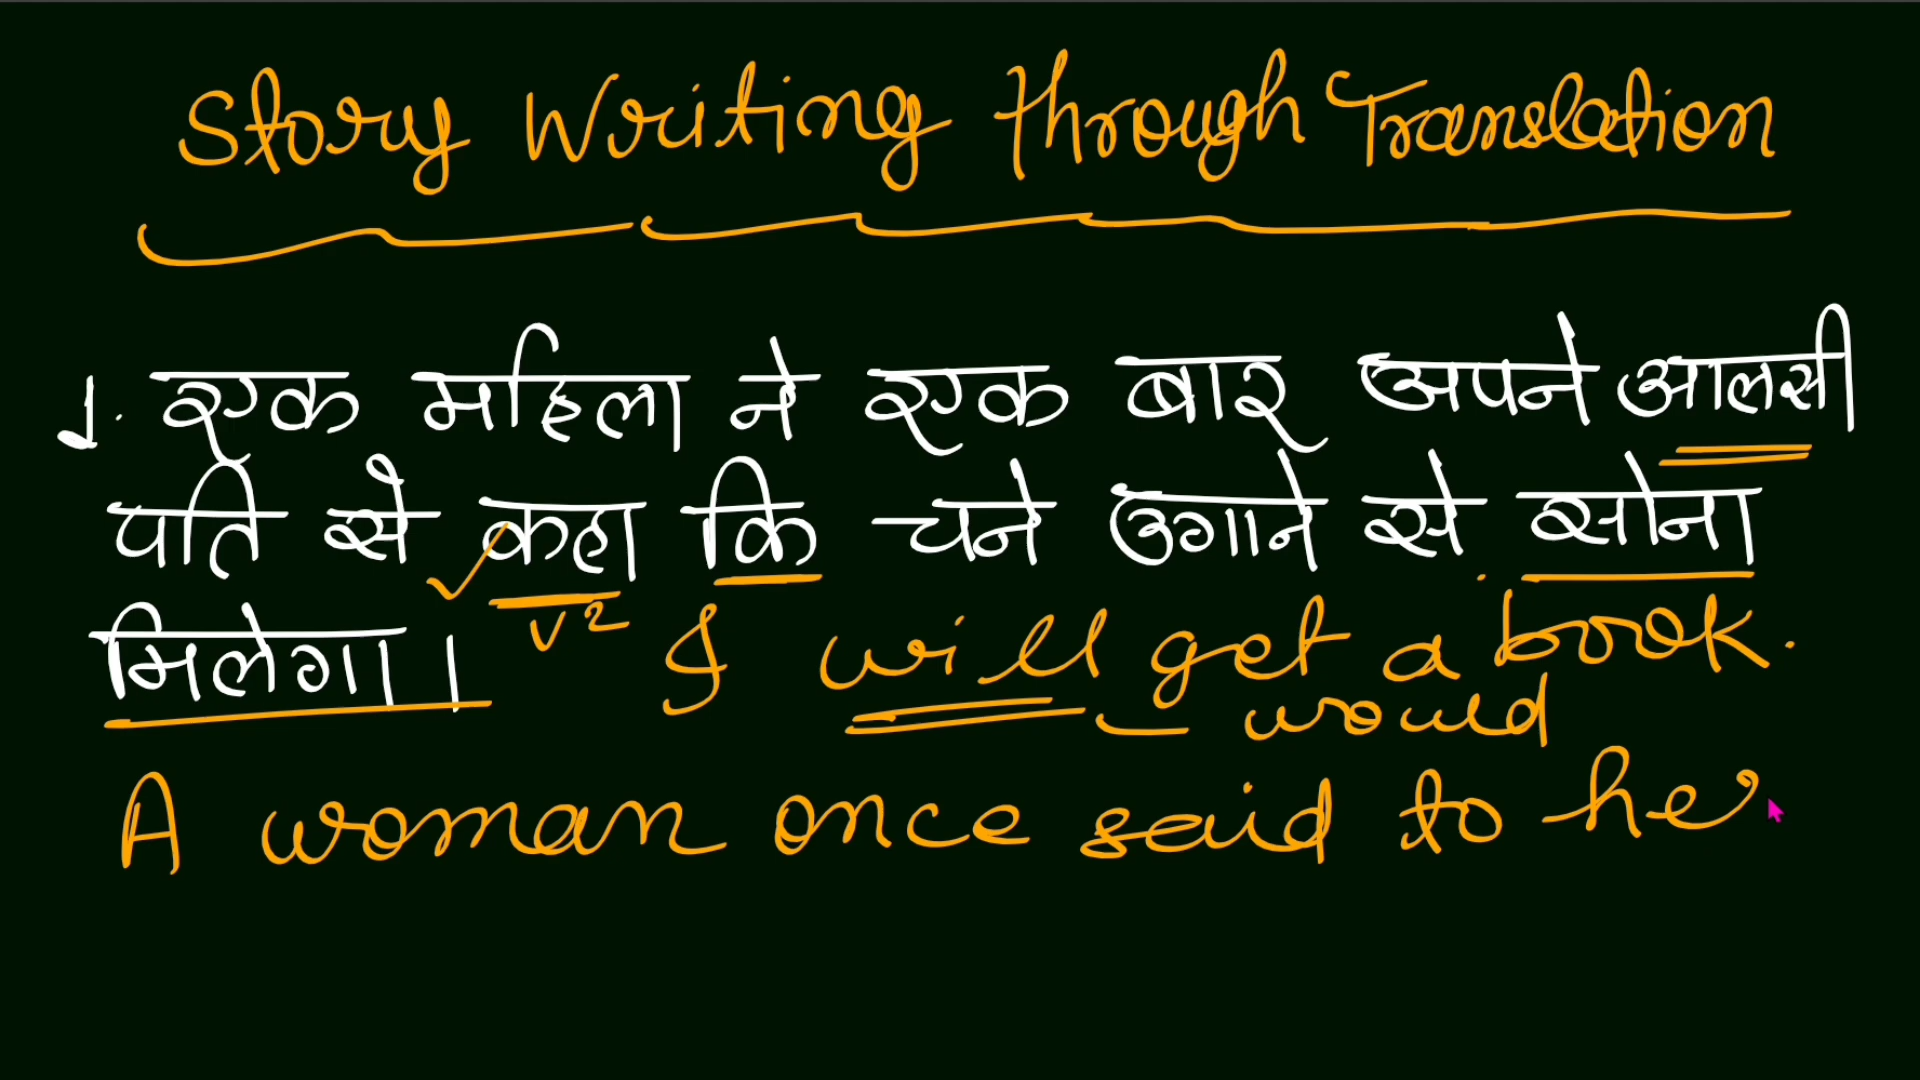 Story Writing through Translation
1. एक महिला ने एक बार अपने आलसी
पति से कहा कि चने उगाने से सोना
मिलेगा। V2 I will get a book.
would
A woman once said to her